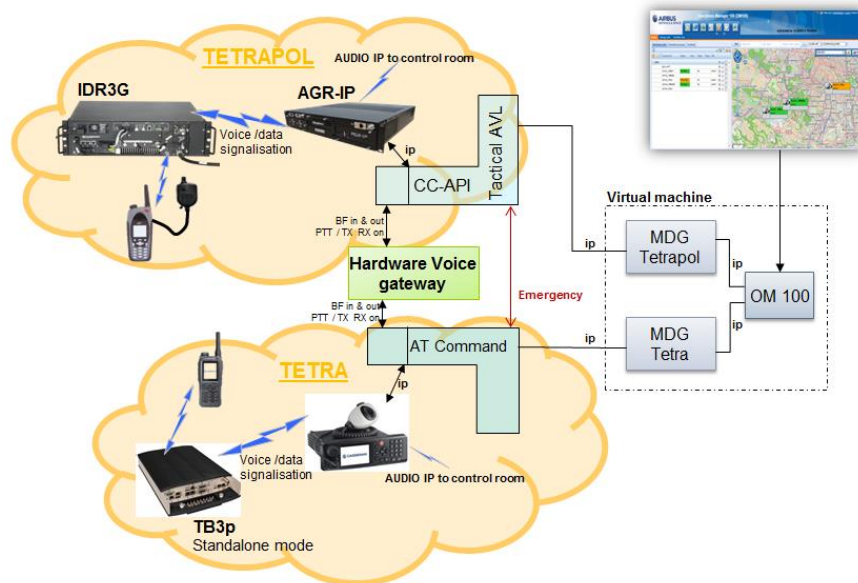 AIRBUS
TETRAPOL
AUDIO IP to control room
IDR3G
AGR-IP
Voice /data
signalisation
ip
CC-API
Tactical AVL
BF in & out
PTT / TX RX on
Hardware Voice
gateway
Emergency
BF in & out
PTT / TX RX on
AT Command
TETRA
ip
Voice /data
signalisation
AUDIO IP to control room
TB3p
Standalone mode
Virtual machine
ip
MDG
Tetrapol
ip
OM 100
ip
MDG
Tetra
ip